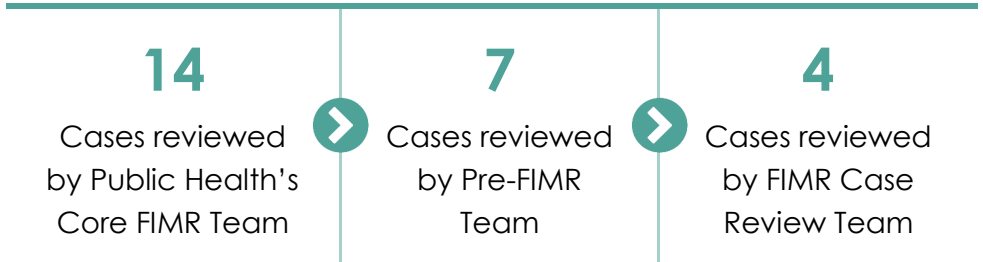 14
Cases reviewed
by Public Health's
Core FIMR Team
7
Cases reviewed
by Pre-FIMR
Team
4
Cases reviewed
by FIMR Case
Review Team